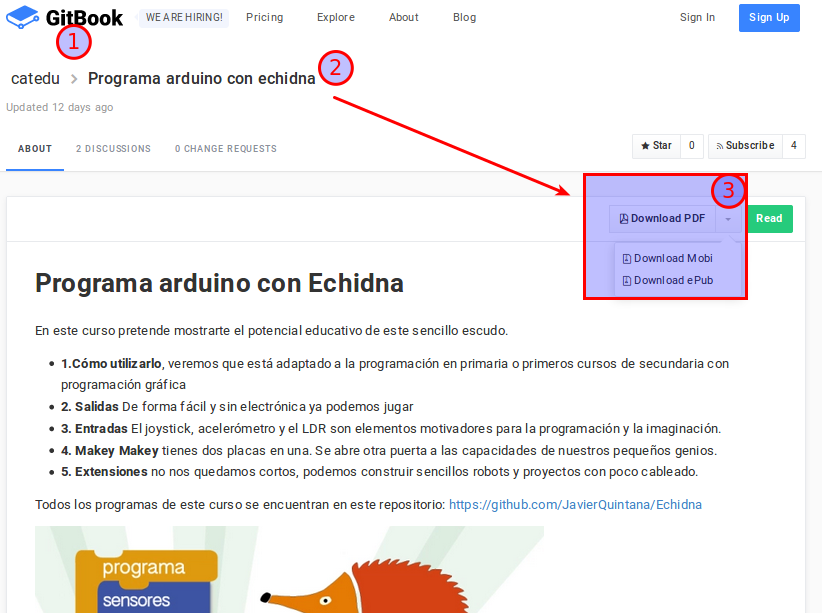 GitBook WE ARE HIRING! Pricing Explore About Blog Sign In Sign Up
1
catedu > Programa arduino con echidna 2
Updated 12 days ago
ABOUT 2 DISCUSSIONS 0 CHANGE REQUESTS Star 0 Subscribe 4
3
Download PDF Read
Download Mobi
Download ePub
Programa arduino con Echidna
En este curso pretende mostrarte el potencial educativo de este sencillo escudo.
• 1.Cómo utilizarlo, veremos que está adaptado a la programación en primaria o primeros cursos de secundaria con
programación gráfica
• 2. Salidas De forma fácil y sin electrónica ya podemos jugar
• 3. Entradas El joystick, acelerómetro y el LDR son elementos motivadores para la programación y la imaginación.
• 4. Makey Makey tienes dos placas en una. Se abre otra puerta a las capacidades de nuestros pequeños genios.
• 5. Extensiones no nos quedamos cortos, podemos construir sencillos robots y proyectos con poco cableado.
Todos los programas de este curso se encuentran en este repositorio: https://github.com/JavierQuintana/Echidna
programa
sensores